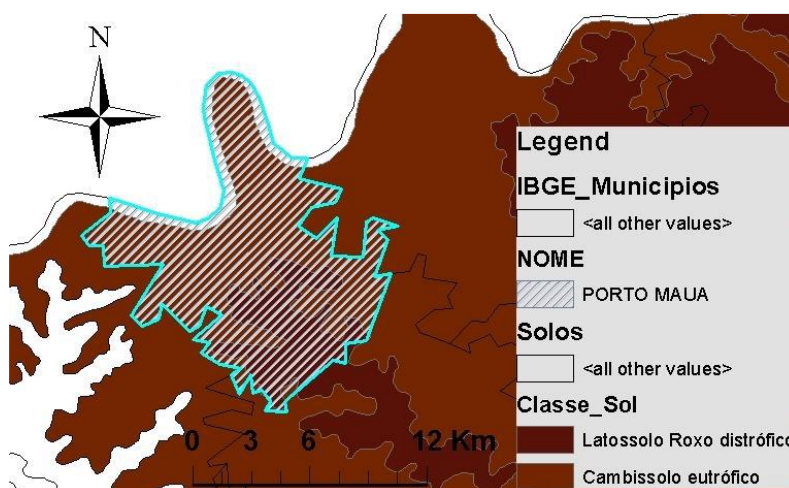 N
Legend
IBGE_Municipios
<all other values>
NOME
PORTO MAUA
Solos
<all other values>
Classe_Sol
Latossolo Roxo distrófico
Cambissolo eutrófico
0 3 6 12 Km